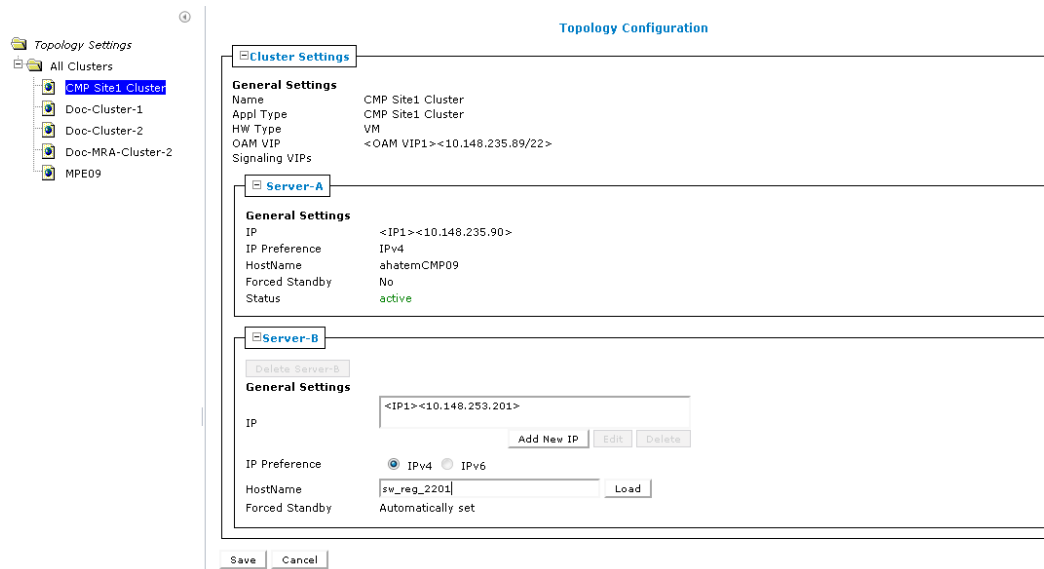 Topology Settings
All Clusters
CMP Site1 Cluster
Doc-Cluster-1
Doc-Cluster-2
Doc-MRA-Cluster-2
MPE09
Topology Configuration
Cluster Settings
General Settings
Name CMP Site1 Cluster
Appl Type CMP Site1 Cluster
HW Type VM
OAM VIP <OAM VIP1><10.148.235.89/22>
Signaling VIPs
Server-A
General Settings
IP <IP1><10.148.235.90>
IP Preference IPv4
HostName ahatemCMP09
Forced Standby No
Status active
Server-B
Delete Server-B
General Settings
<IP1><10.148.253.201>
IP
Add New IP Edit Delete
IP Preference IPv4 IPv6
HostName sw_reg_2201 Load
Forced Standby Automatically set
Save Cancel